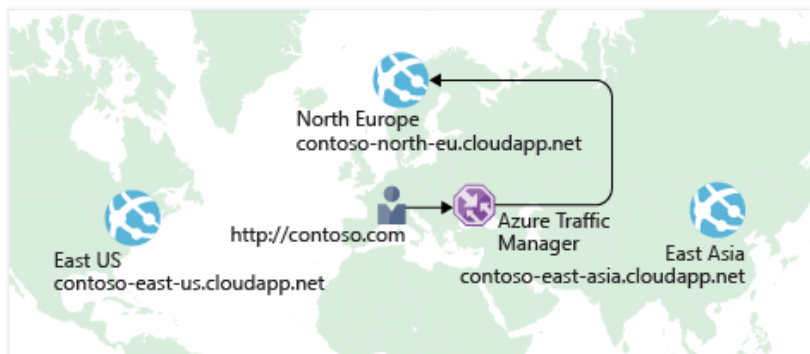 North Europe
contoso-north-eu.cloudapp.net
http://contoso.com
Azure Traffic
Manager
East US
contoso-east-us.cloudapp.net
East Asia
contoso-east-asia.cloudapp.net